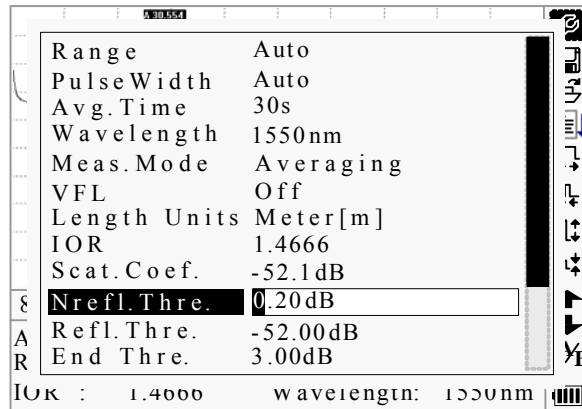 A 30.554
Range Auto
PulseWidth Auto
Avg.Time 30s
Wavelength 1550nm
Meas.Mode Averaging
VFL Off
Length Units Meter[m]
IOR 1.4666
Scat.Coef. -52.1dB
Nrefl.Thre. 0.20dB
Refl.Thre. -52.00dB
End Thre. 3.00dB
A
R
IOR : 1.4666 Wavelength: 1550nm